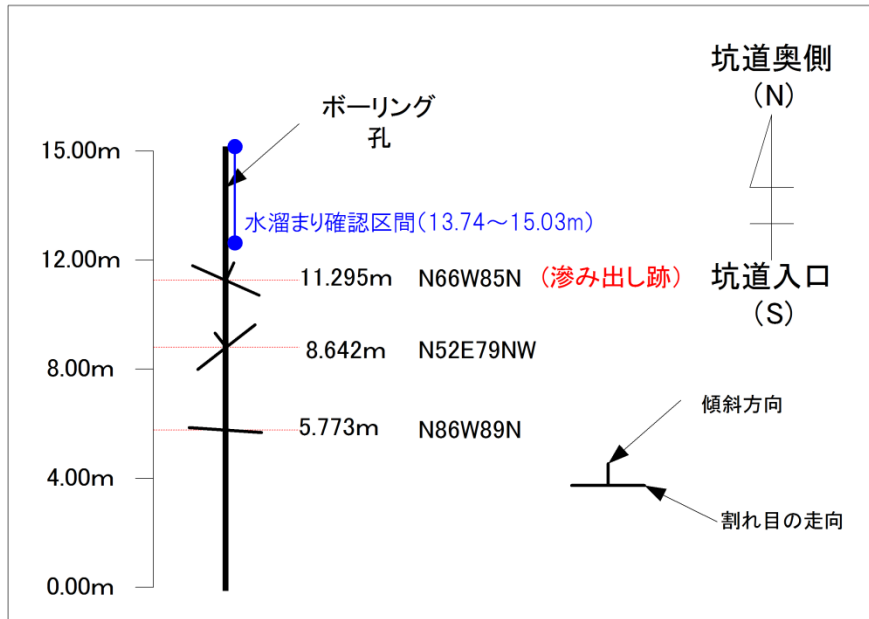 坑道奥側
(N)
ボーリング
孔
15.00m
水溜まり確認区間(13.74～15.03m)
12.00m
坑道入口
(S)
11.295m N66W85N (滲み出し跡)
8.642m N52E79NW
8.00m
5.773m N86W89N
傾斜方向
4.00m
割れ目の走向
0.00m